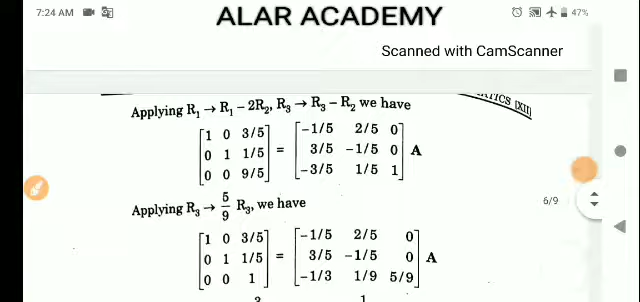 7:24 AM
ALAR ACADEMY
47%
Scanned with CamScanner
MATICS [XII]
Applying R₁ → R₁ − 2R₂, R₃ → R₃ − R₂ we have
[1 0 3/5] [−1/5 2/5 0]
[0 1 1/5] = [3/5 −1/5 0] A
[0 0 9/5] [−3/5 1/5 1]
6/9
Applying R₃ → 5/9 R₃, we have
[1 0 3/5] [−1/5 2/5 0]
[0 1 1/5] = [3/5 −1/5 0] A
[0 0 1] [−1/3 1/9 5/9]